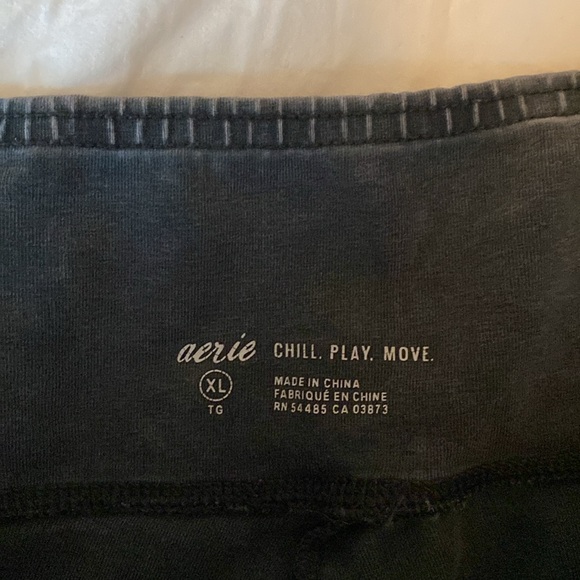 aerie CHILL. PLAY. MOVE.
XL
TG
MADE IN CHINA
FABRIQUÉ EN CHINE
RN 54485 CA 03873